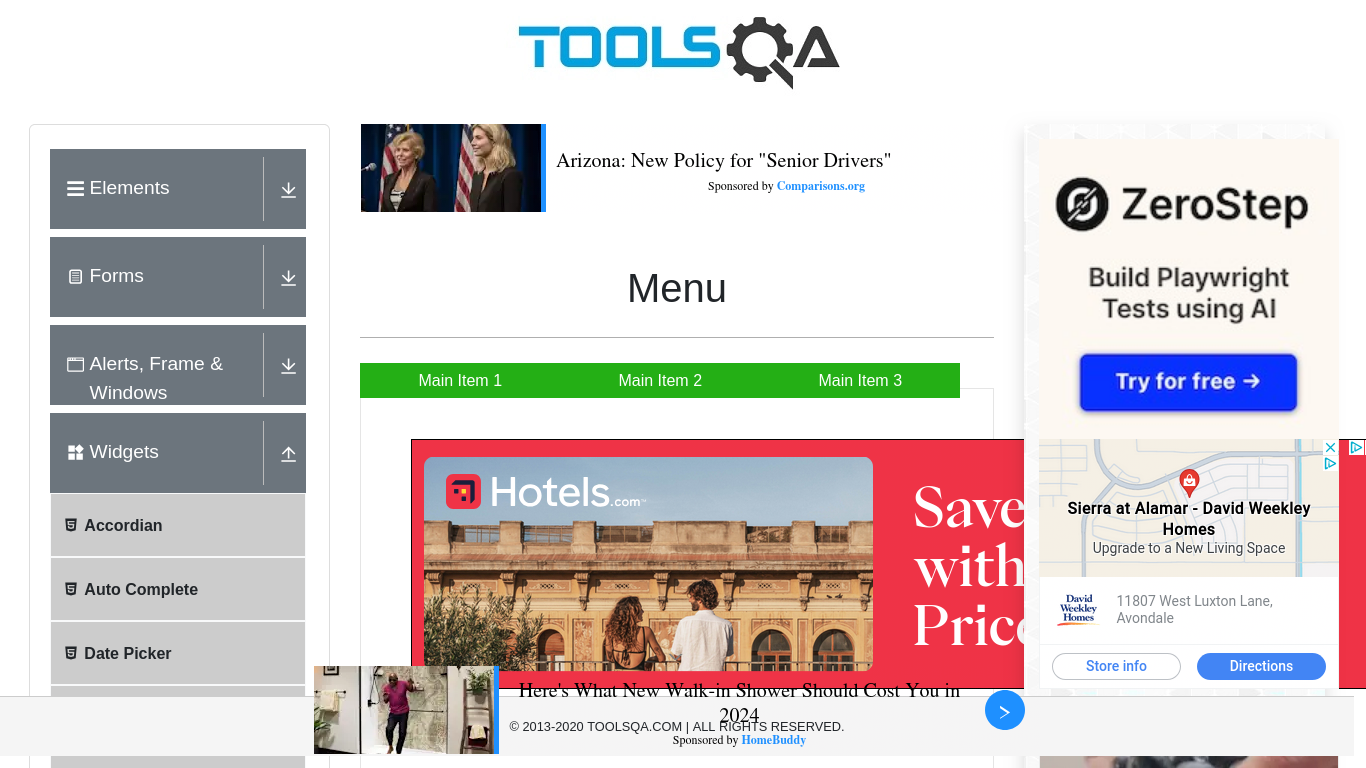 TOOLSQA
Elements
Forms
Alerts, Frame &
Windows
Widgets
Accordian
Auto Complete
Date Picker
Arizona: New Policy for "Senior Drivers"
Sponsored by Comparisons.org
Menu
Main Item 1
Main Item 2
Main Item 3
Hotels.com™
Save
with
Price
ZeroStep
Build Playwright
Tests using AI
Try for free →
Sierra at Alamar - David Weekley
Homes
Upgrade to a New Living Space
David
Weekley
Homes
11807 West Luxton Lane,
Avondale
Store info
Directions
Here's What New Walk-in Shower Should Cost You in
2024
© 2013-2020 TOOLSQA.COM | ALL RIGHTS RESERVED.
Sponsored by HomeBuddy